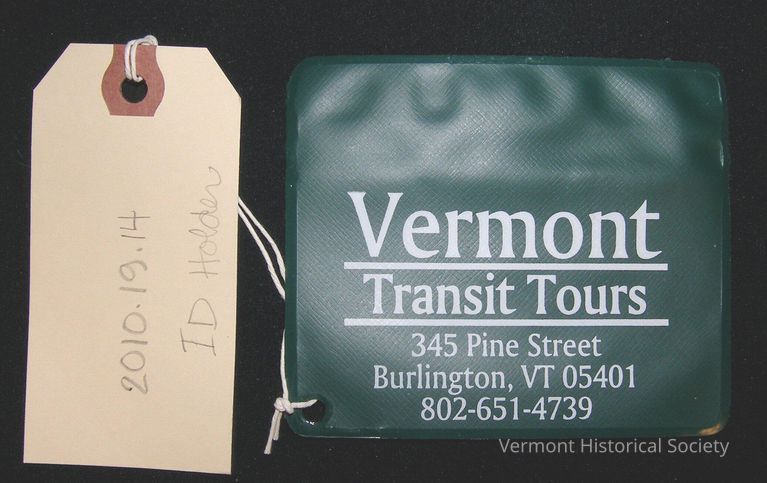 2010.19.14
ID Holder
Vermont
Transit Tours
345 Pine Street
Burlington, VT 05401
802-651-4739
Vermont Historical Society